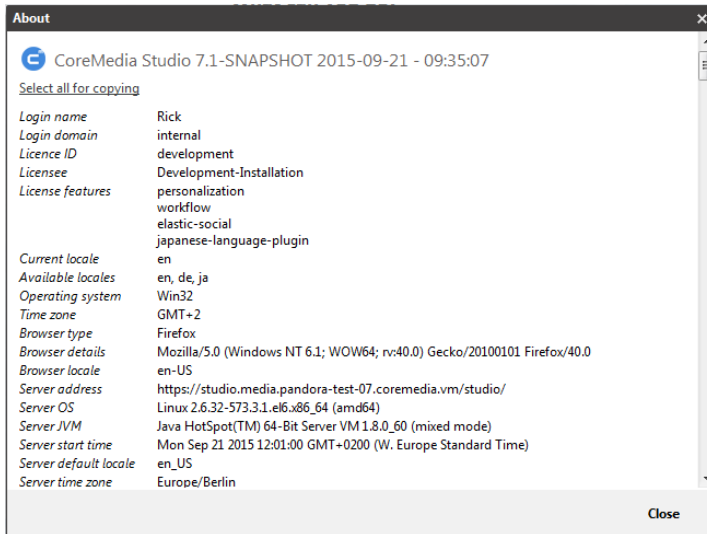 About
CoreMedia Studio 7.1-SNAPSHOT 2015-09-21 - 09:35:07
Select all for copying
Login name Rick
Login domain internal
Licence ID development
Licensee Development-Installation
License features personalization
workflow
elastic-social
japanese-language-plugin
Current locale en
Available locales en, de, ja
Operating system Win32
Time zone GMT+2
Browser type Firefox
Browser details Mozilla/5.0 (Windows NT 6.1; WOW64; rv:40.0) Gecko/20100101 Firefox/40.0
Browser locale en-US
Server address https://studio.media.pandora-test-07.coremedia.vm/studio/
Server OS Linux 2.6.32-573.3.1.el6.x86_64 (amd64)
Server JVM Java HotSpot(TM) 64-Bit Server VM 1.8.0_60 (mixed mode)
Server start time Mon Sep 21 2015 12:01:00 GMT+0200 (W. Europe Standard Time)
Server default locale en_US
Server time zone Europe/Berlin
Close